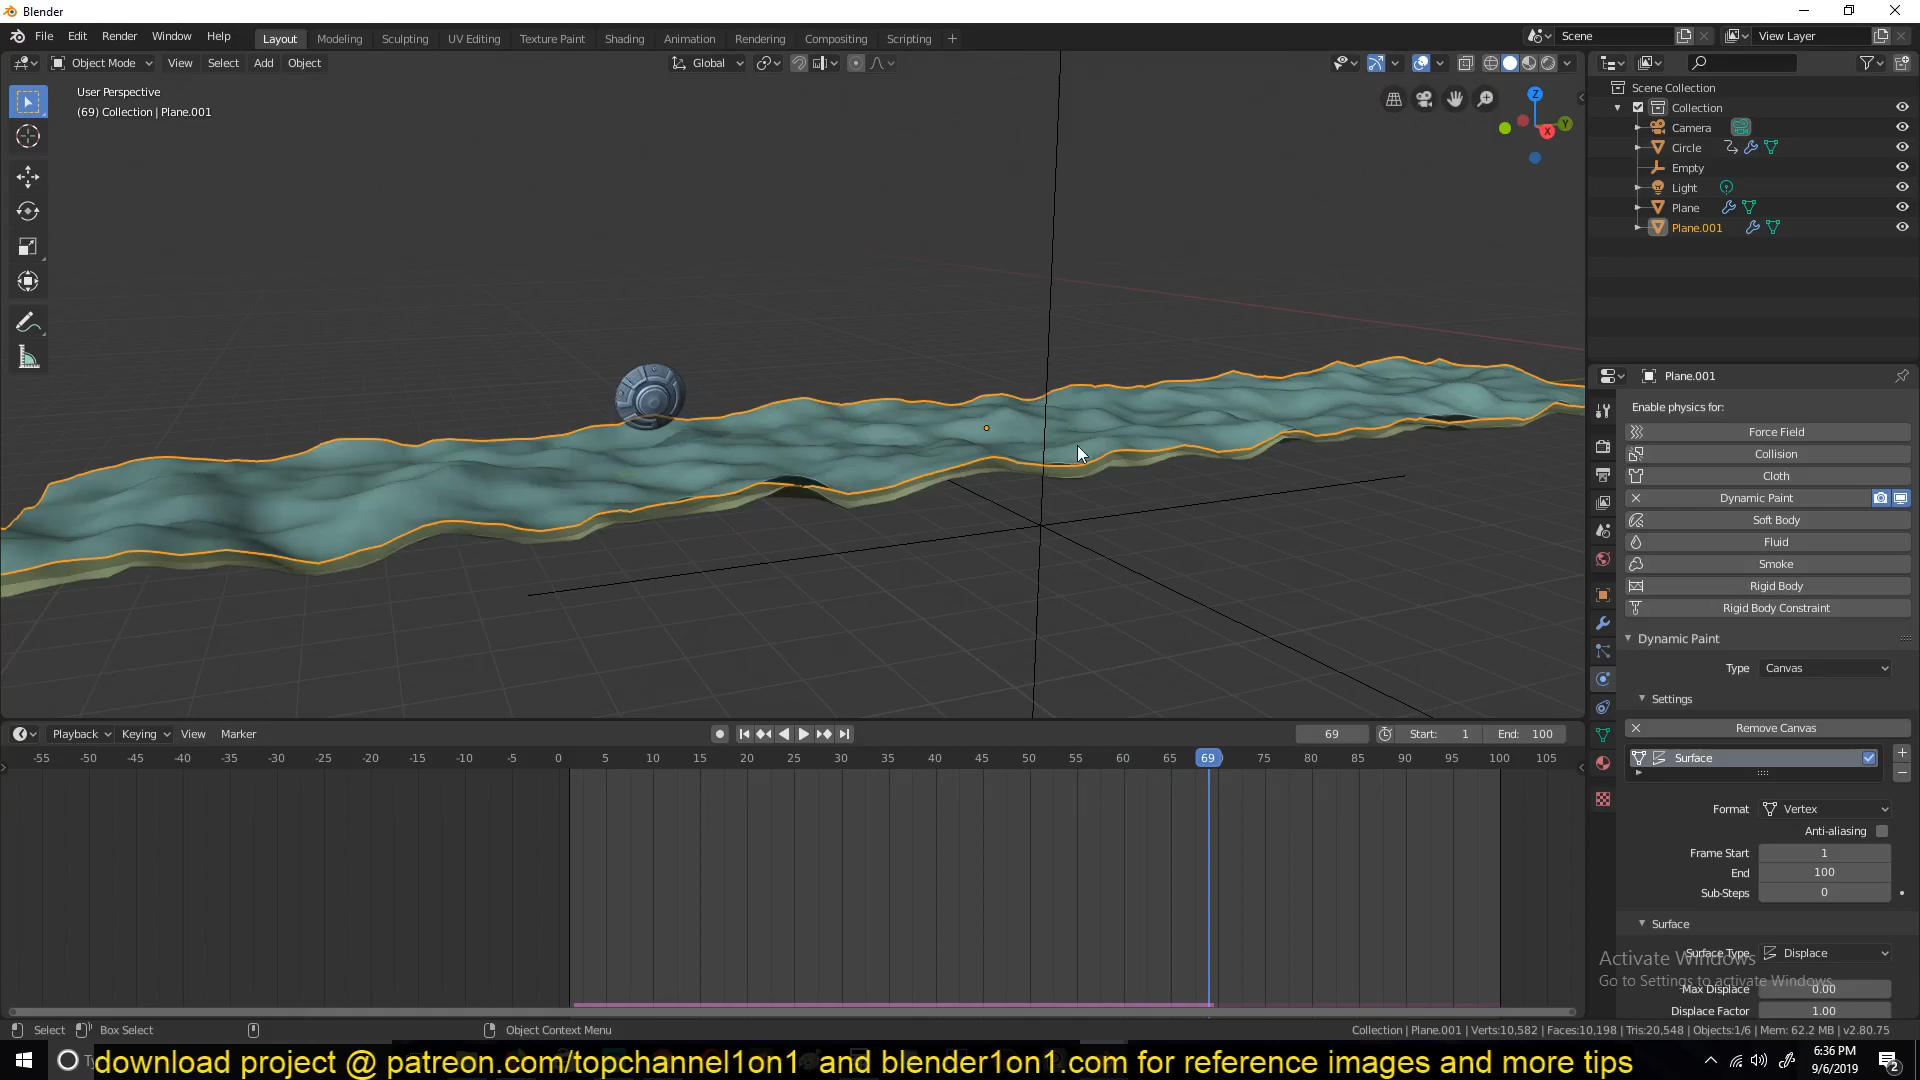 Blender
File Edit Render Window Help
Layout Modeling Sculpting UV Editing Texture Paint Shading Animation Rendering Compositing Scripting +
Scene
View Layer
Object Mode View Select Add Object
Global
User Perspective
(69) Collection | Plane.001
Z
Y
X
Scene Collection
Collection
Camera
Circle
Empty
Light
Plane
Plane.001
Plane.001
Enable physics for:
Force Field
Collision
Cloth
Dynamic Paint
Soft Body
Fluid
Smoke
Rigid Body
Rigid Body Constraint
Dynamic Paint
Type Canvas
Settings
Remove Canvas
Surface
Format Vertex
Anti-aliasing
Frame Start 1
End 100
Sub-Steps 0
Surface
Surface Type Displace
Max Displace 0.00
Displace Factor 1.00
Activate Windows
Go to Settings to activate Windows.
Playback Keying View Marker
69 Start: 1 End: 100
-55 -50 -45 -40 -35 -30 -25 -20 -15 -10 -5 0 5 10 15 20 25 30 35 40 45 50 55 60 65 69 75 80 85 90 95 100 105
Select Box Select Object Context Menu
Collection | Plane.001 | Verts:10,582 | Faces:10,198 | Tris:20,548 | Objects:1/6 | Mem: 62.2 MB | v2.80.75
download project @ patreon.com/topchannel1on1 and blender1on1.com for reference images and more tips
6:36 PM
9/6/2019
2